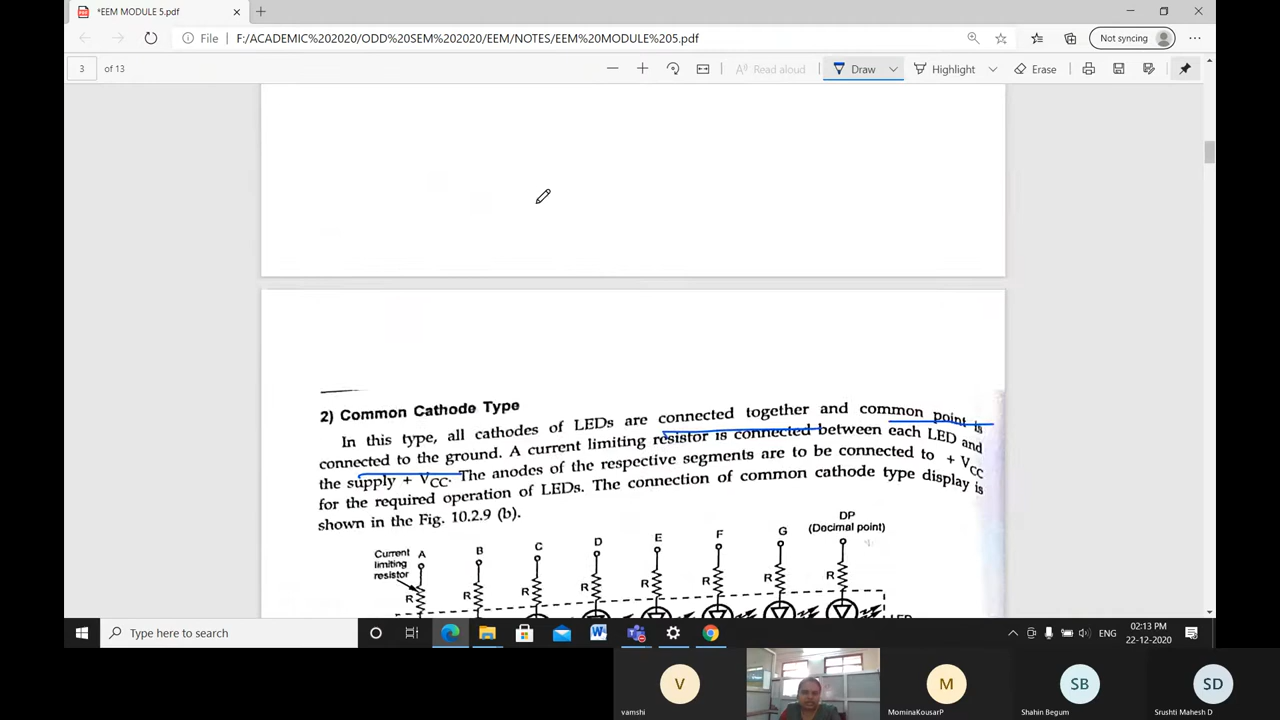 *EEM MODULE 5.pdf
File
F:/ACADEMIC%202020/ODD%20SEM%202020/EEM/NOTES/EEM%20MODULE%205.pdf
Not syncing
3 of 13
Read aloud
Draw
Highlight
Erase
2) Common Cathode Type
In this type, all cathodes of LEDs are connected together and common point is
connected to the ground. A current limiting resistor is connected between each LED and
the supply + VCC. The anodes of the respective segments are to be connected to + VCC
for the required operation of LEDs. The connection of common cathode type display is
shown in the Fig. 10.2.9 (b).
Current
limiting
resistor
A B C D E F G DP
(Decimal point)
R R R R R R R R
LED
Type here to search
ENG
02:13 PM
22-12-2020
V M SB SD
vamshi
MominaKousarP
Shahin Begum
Srushti Mahesh D